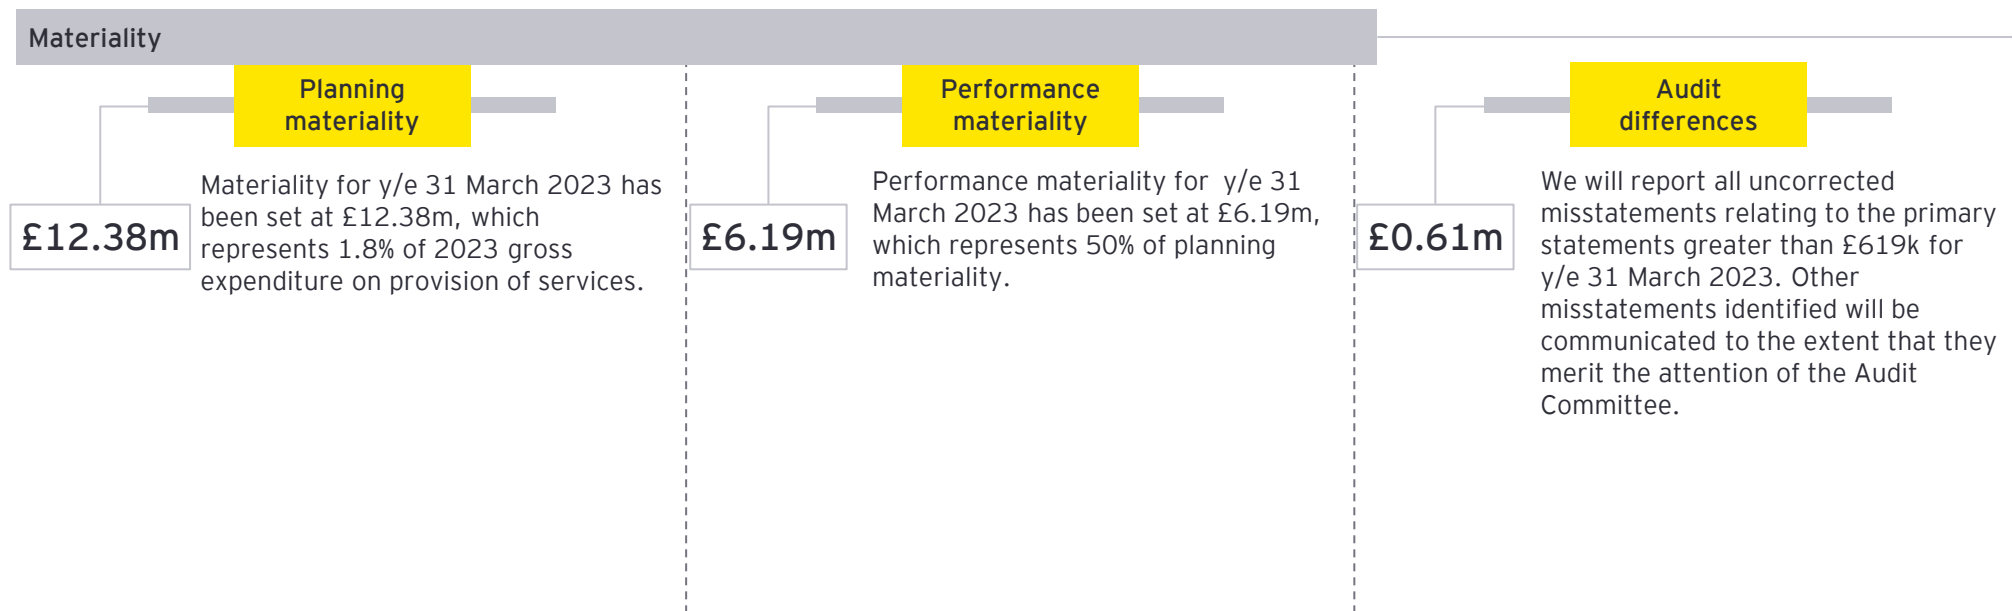 Materiality
Planning
materiality
£12.38m
Materiality for y/e 31 March 2023 has
been set at £12.38m, which
represents 1.8% of 2023 gross
expenditure on provision of services.
Performance
materiality
£6.19m
Performance materiality for y/e 31
March 2023 has been set at £6.19m,
which represents 50% of planning
materiality.
Audit
differences
£0.61m
We will report all uncorrected
misstatements relating to the primary
statements greater than £619k for
y/e 31 March 2023. Other
misstatements identified will be
communicated to the extent that they
merit the attention of the Audit
Committee.